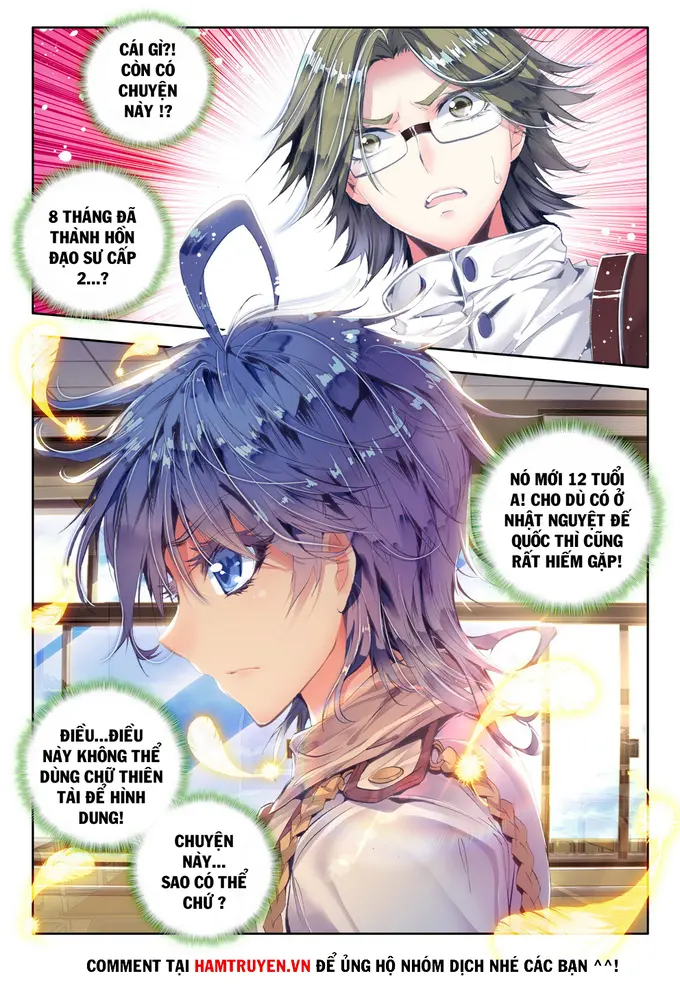 CÁI GÌ?!
CÒN CÓ
CHUYỆN
NÀY !?
8 THÁNG ĐÃ
THÀNH HỒN
ĐẠO SƯ CẤP
2...?
NÓ MỚI 12 TUỔI
A! CHO DÙ CÓ Ở
NHẬT NGUYỆT ĐẾ
QUỐC THÌ CŨNG
RẤT HIẾM GẶP!
ĐIỀU...ĐIỀU
NÀY KHÔNG THỂ
DÙNG CHỮ THIÊN
TÀI ĐỂ HÌNH
DUNG!
CHUYỆN
NÀY...
SAO CÓ THỂ
CHỨ ?
COMMENT TẠI HAMTRUYEN.VN ĐỂ ỦNG HỘ NHÓM DỊCH NHÉ CÁC BẠN ^^!